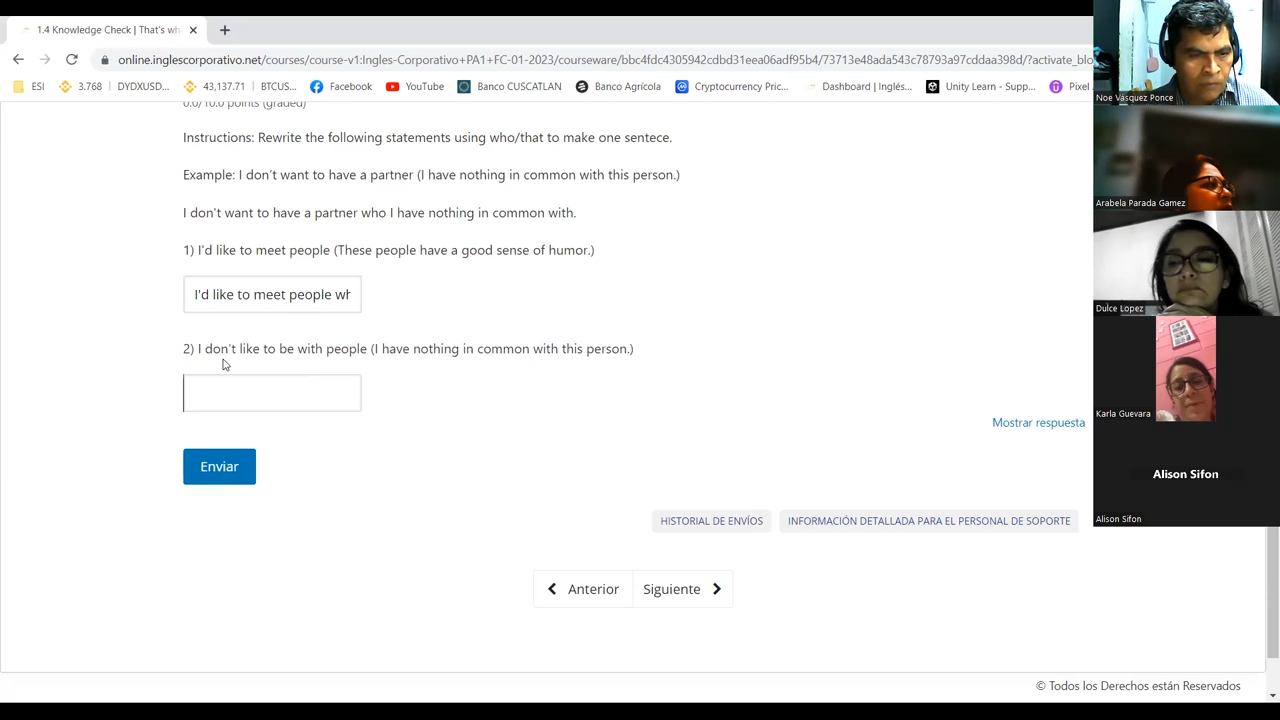 1.4 Knowledge Check | That's wh
online.inglescorporativo.net/courses/course-v1:Ingles-Corporativo+PA1+FC-01-2023/courseware/bbc4fdc4305942cdbd31eea06adf95b4/73713e48ada543c78793a97cddaa398d/?activate_blo
ESI 3.768 DYDXUSD... 43,137.71 BTCUS... Facebook YouTube Banco CUSCATLAN Banco Agrícola Cryptocurrency Pric... Dashboard | Inglés... Unity Learn - Supp... Pixel
0.0/10.0 points (graded)
Instructions: Rewrite the following statements using who/that to make one sentece.
Example: I don't want to have a partner (I have nothing in common with this person.)
I don't want to have a partner who I have nothing in common with.
1) I'd like to meet people (These people have a good sense of humor.)
I'd like to meet people wh
2) I don't like to be with people (I have nothing in common with this person.)
Mostrar respuesta
Enviar
HISTORIAL DE ENVÍOS INFORMACIÓN DETALLADA PARA EL PERSONAL DE SOPORTE
Anterior Siguiente
© Todos los Derechos están Reservados
Noe Vásquez Ponce
Arabela Parada Gamez
Dulce Lopez
Karla Guevara
Alison Sifon
Alison Sifon